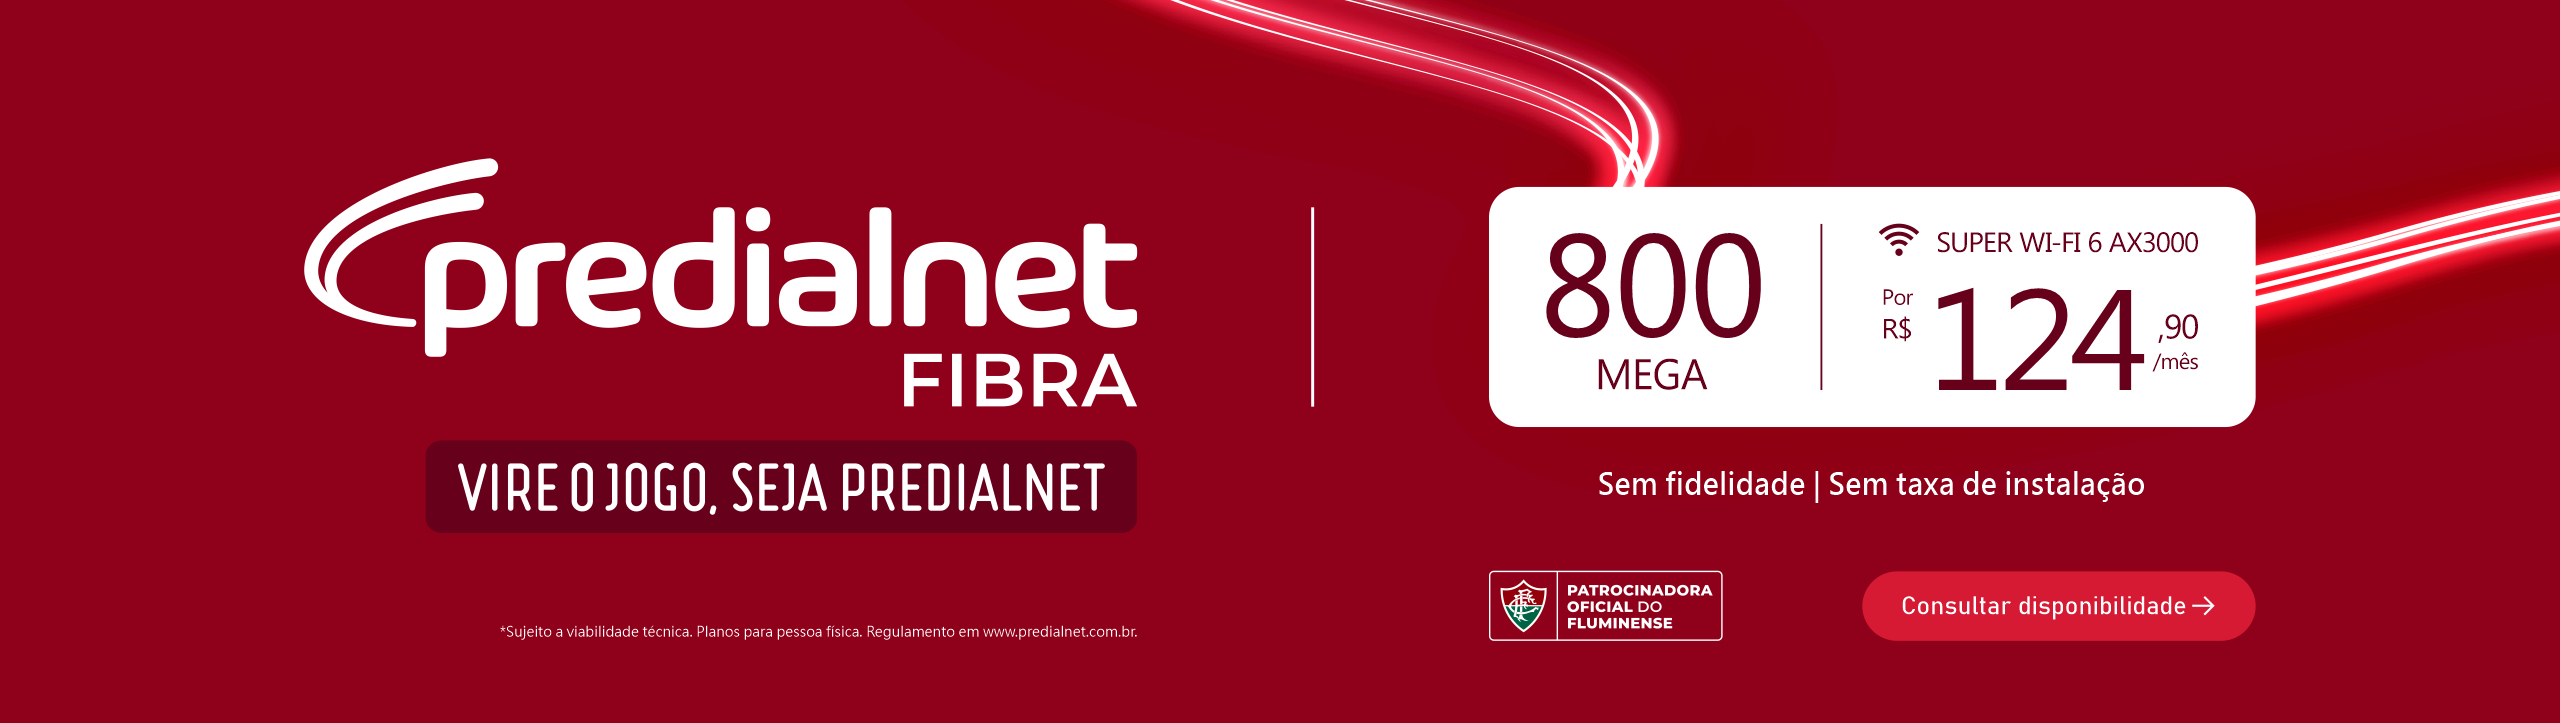 predialnet
FIBRA
VIRE O JOGO, SEJA PREDIALNET
*Sujeito a viabilidade técnica. Planos para pessoa física. Regulamento em www.predialnet.com.br.
800
MEGA
SUPER WI-FI 6 AX3000
Por
R$ 124,90
/mês
Sem fidelidade | Sem taxa de instalação
PATROCINADORA
OFICIAL DO
FLUMINENSE
Consultar disponibilidade →